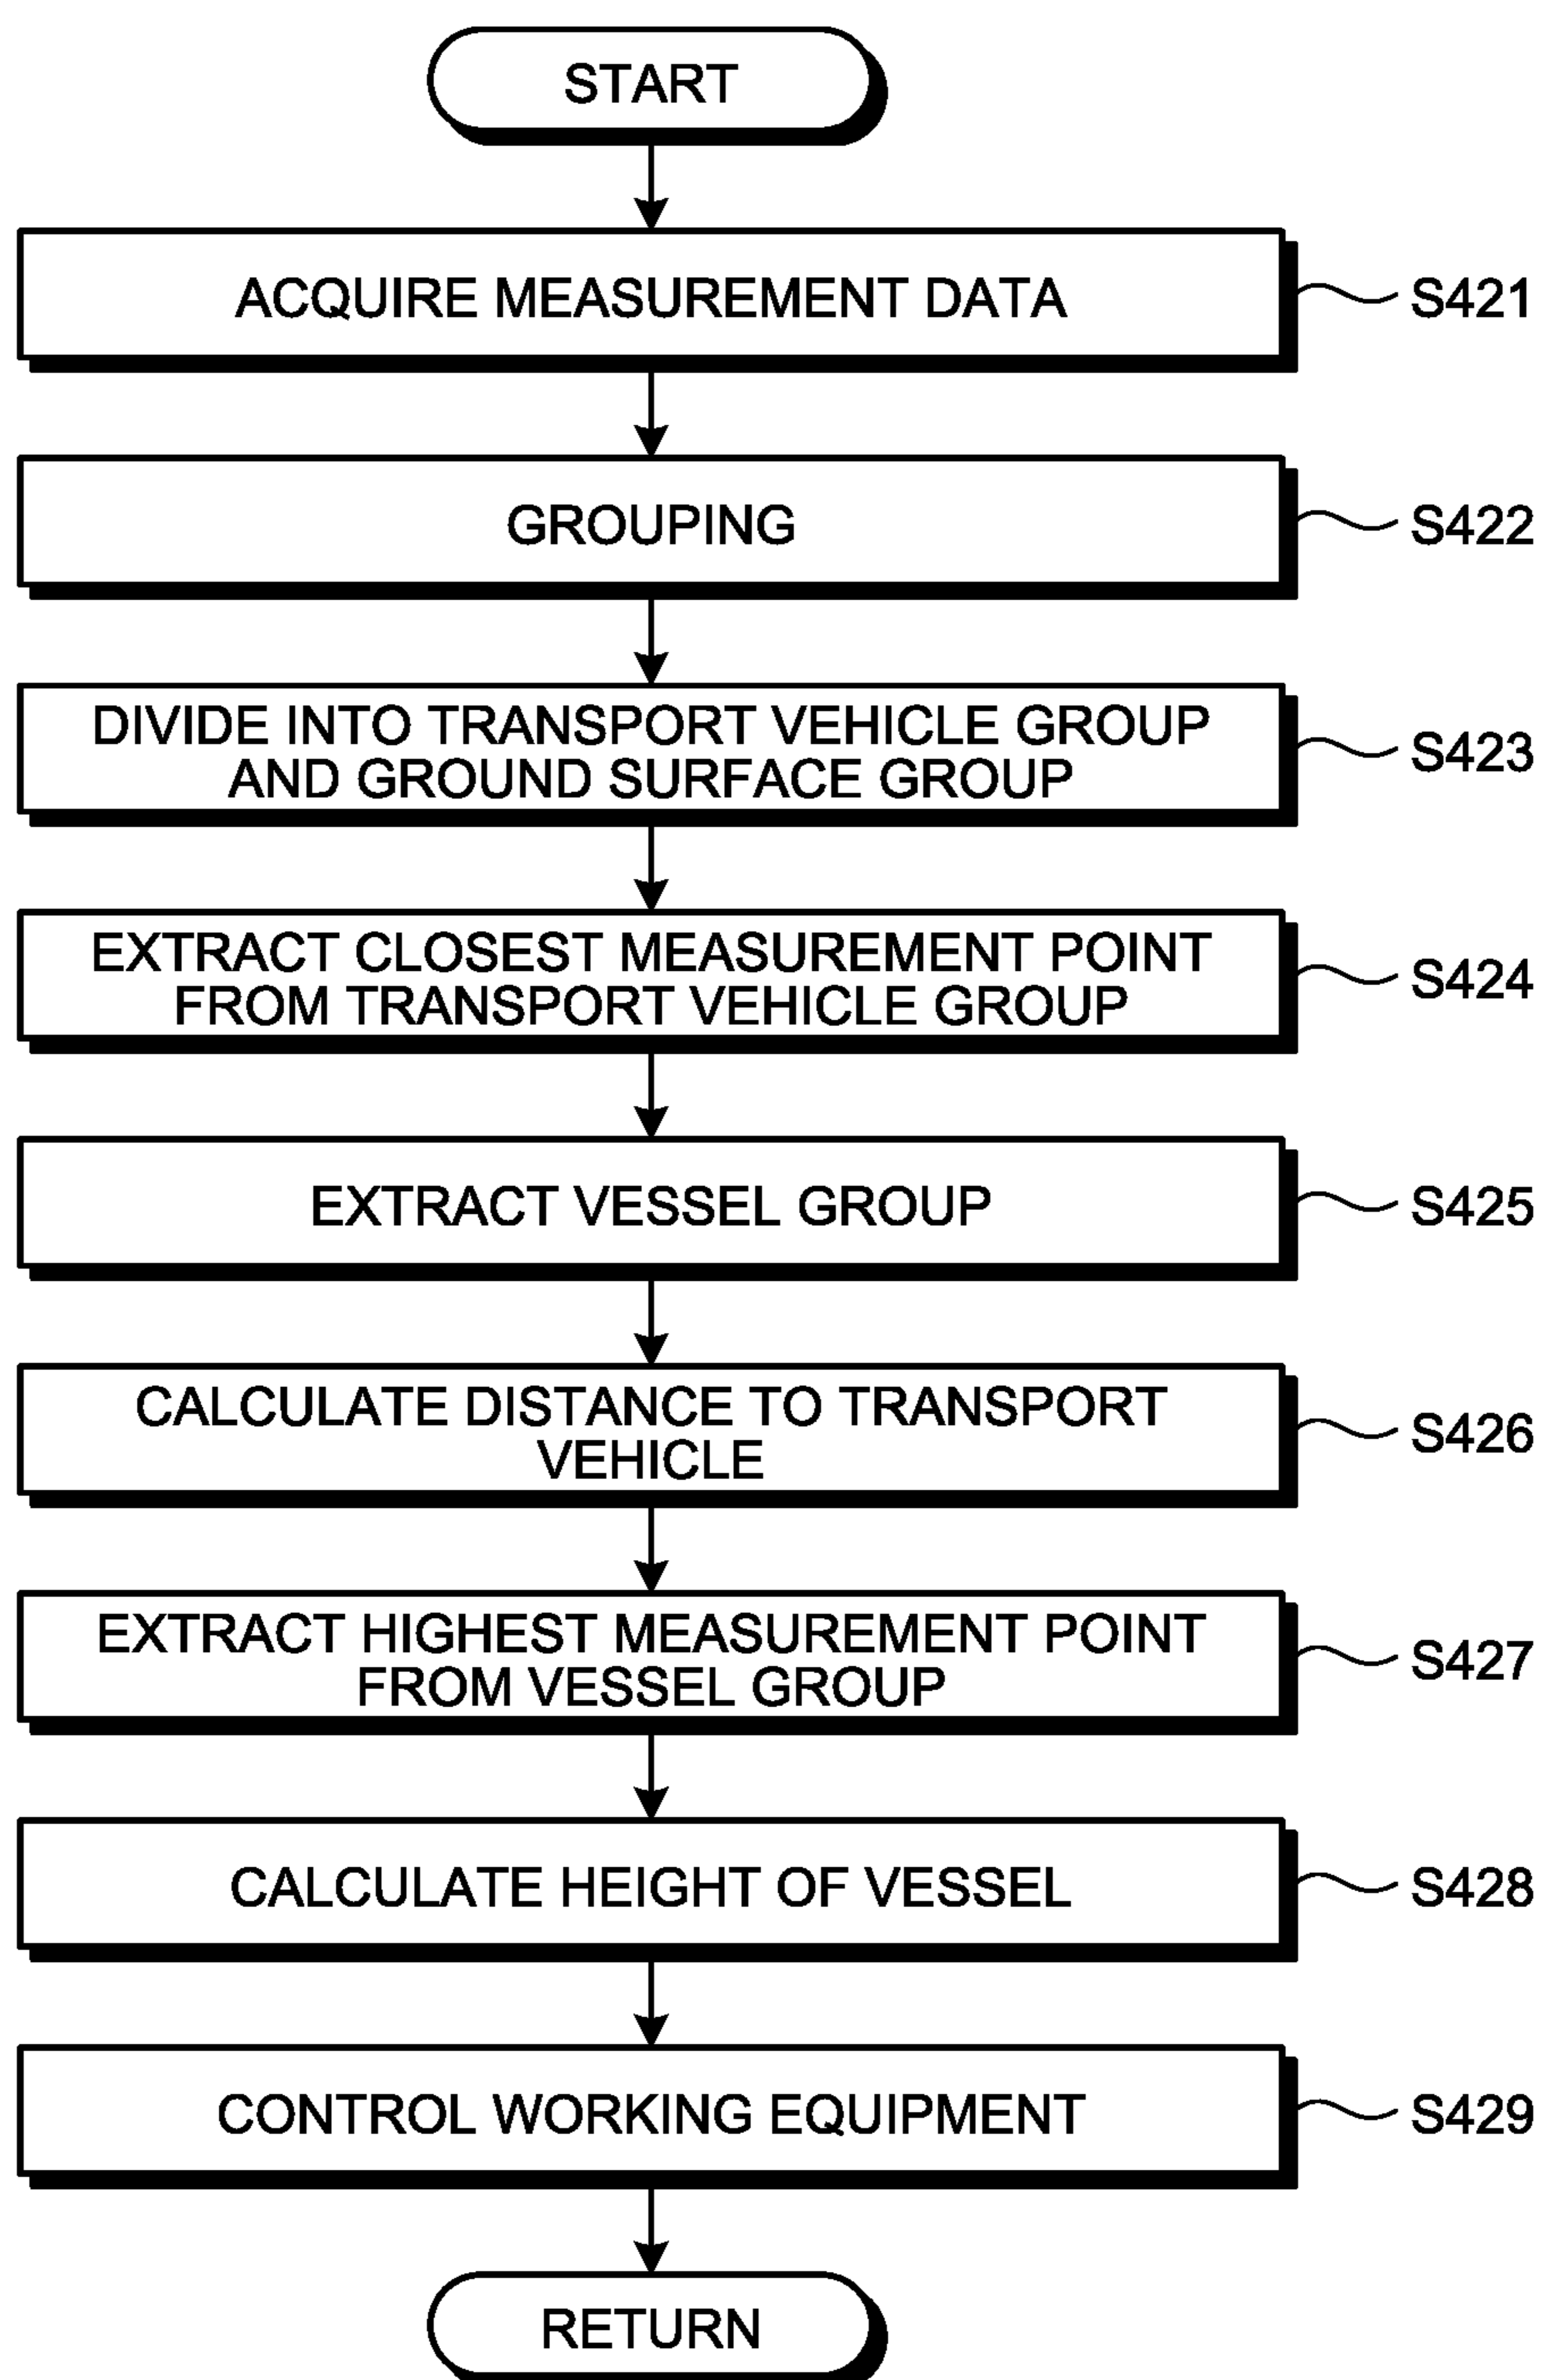 START
ACQUIRE MEASUREMENT DATA
S421
GROUPING
S422
DIVIDE INTO TRANSPORT VEHICLE GROUP
AND GROUND SURFACE GROUP
S423
EXTRACT CLOSEST MEASUREMENT POINT
FROM TRANSPORT VEHICLE GROUP
S424
EXTRACT VESSEL GROUP
S425
CALCULATE DISTANCE TO TRANSPORT
VEHICLE
S426
EXTRACT HIGHEST MEASUREMENT POINT
FROM VESSEL GROUP
S427
CALCULATE HEIGHT OF VESSEL
S428
CONTROL WORKING EQUIPMENT
S429
RETURN